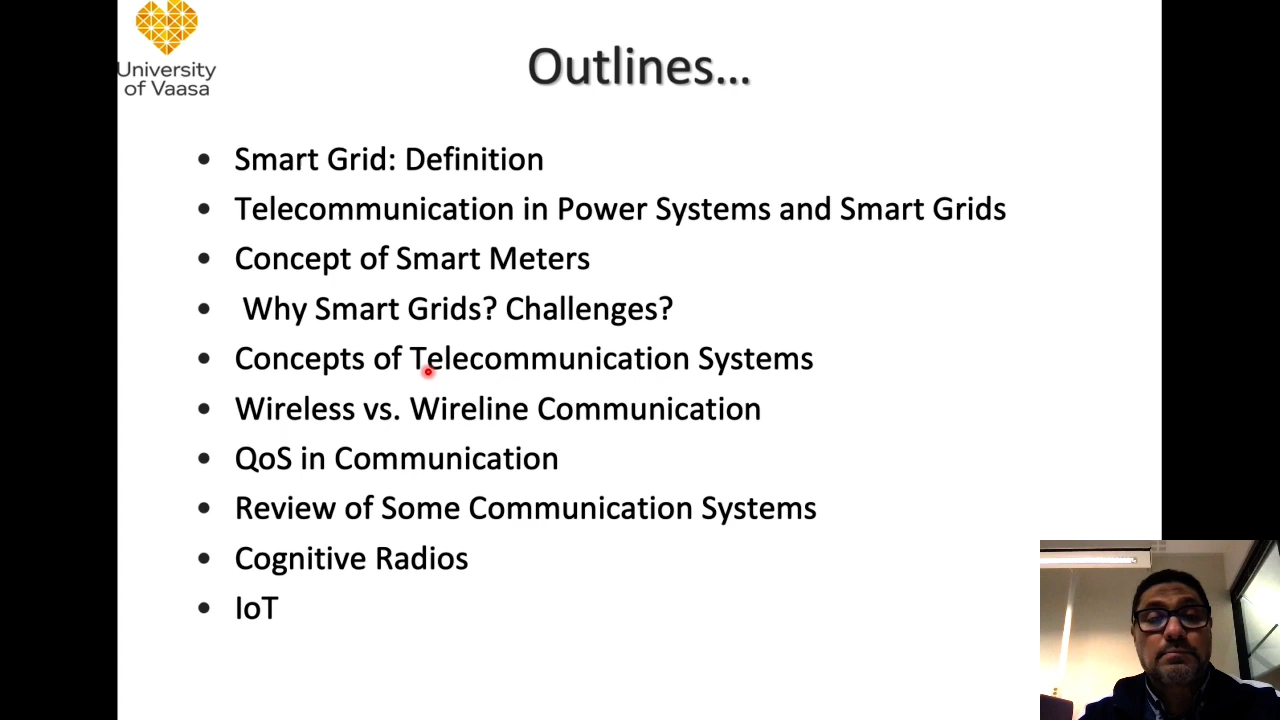 University
of Vaasa
Outlines…
• Smart Grid: Definition
• Telecommunication in Power Systems and Smart Grids
• Concept of Smart Meters
• Why Smart Grids? Challenges?
• Concepts of Telecommunication Systems
• Wireless vs. Wireline Communication
• QoS in Communication
• Review of Some Communication Systems
• Cognitive Radios
• IoT